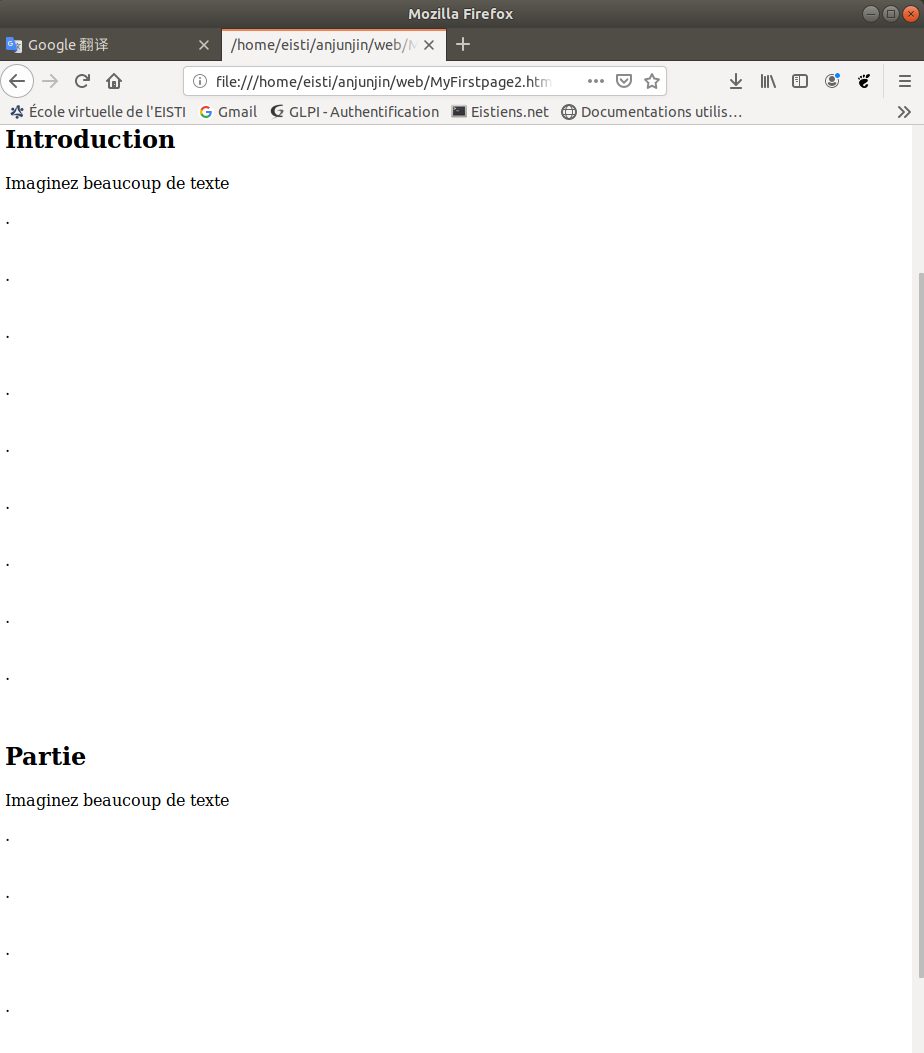 Mozilla Firefox
Google 翻译
/home/eisti/anjunjin/web/M
file:///home/eisti/anjunjin/web/MyFirstpage2.htm
École virtuelle de l'EISTI Gmail GLPI - Authentification Eistiens.net Documentations utilis…
Introduction
Imaginez beaucoup de texte
.
.
.
.
.
.
.
.
.
Partie
Imaginez beaucoup de texte
.
.
.
.